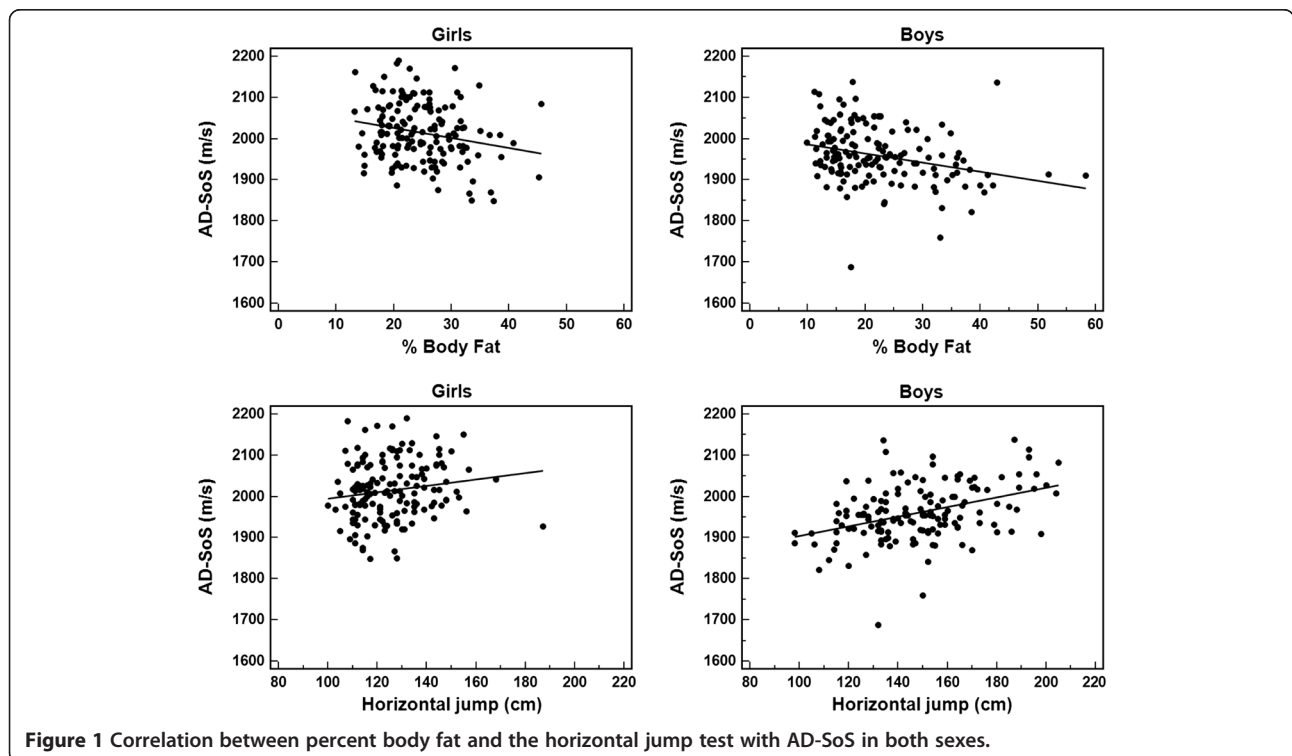 Girls
Boys
AD-SoS (m/s)
2200
2100
2000
1900
1800
1700
1600
0 10 20 30 40 50 60
% Body Fat
AD-SoS (m/s)
2200
2100
2000
1900
1800
1700
1600
0 10 20 30 40 50 60
% Body Fat
Girls
Boys
AD-SoS (m/s)
2200
2100
2000
1900
1800
1700
1600
80 100 120 140 160 180 200 220
Horizontal jump (cm)
AD-SoS (m/s)
2200
2100
2000
1900
1800
1700
1600
80 100 120 140 160 180 200 220
Horizontal jump (cm)
Figure 1 Correlation between percent body fat and the horizontal jump test with AD-SoS in both sexes.